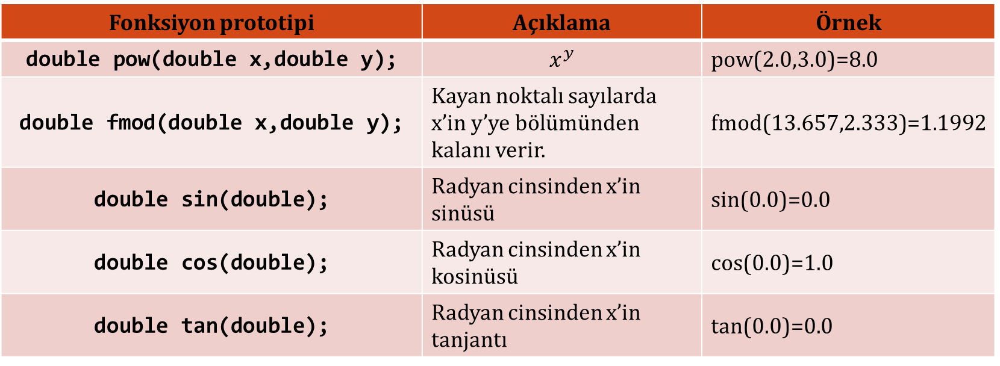 Fonksiyon prototipi Açıklama Örnek
double pow(double x,double y); x^y pow(2.0,3.0)=8.0
double fmod(double x,double y); Kayan noktalı sayılarda
x’in y’ye bölümünden
kalanı verir. fmod(13.657,2.333)=1.1992
double sin(double); Radyan cinsinden x’in
sinüsü sin(0.0)=0.0
double cos(double); Radyan cinsinden x’in
kosinüsü cos(0.0)=1.0
double tan(double); Radyan cinsinden x’in
tanjantı tan(0.0)=0.0